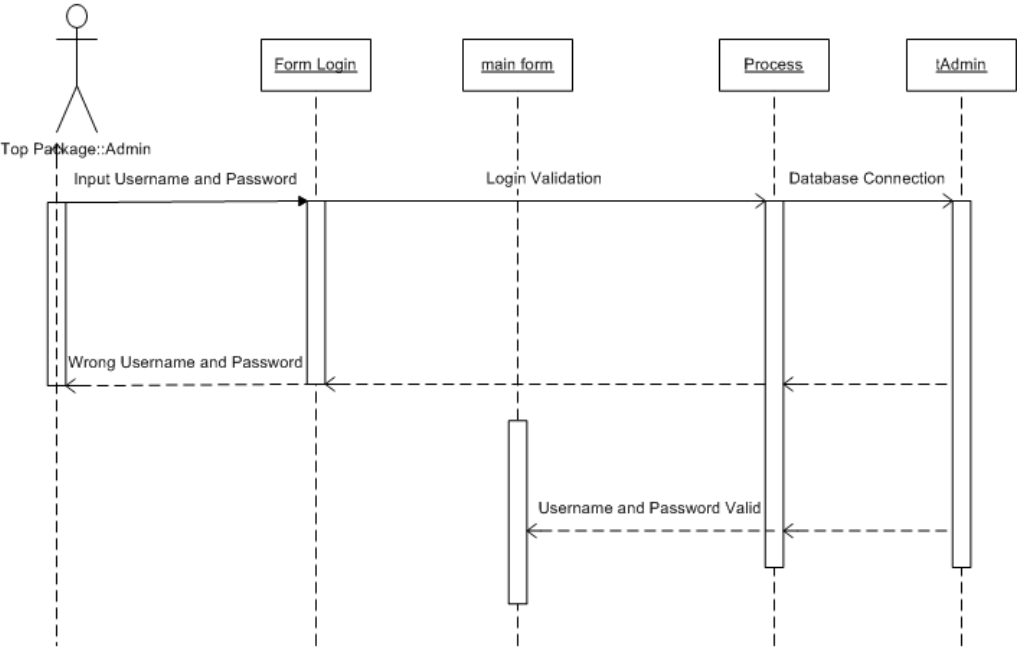 Form Login
main form
Process
tAdmin
Top Package::Admin
Input Username and Password
Login Validation
Database Connection
Wrong Username and Password
Username and Password Valid